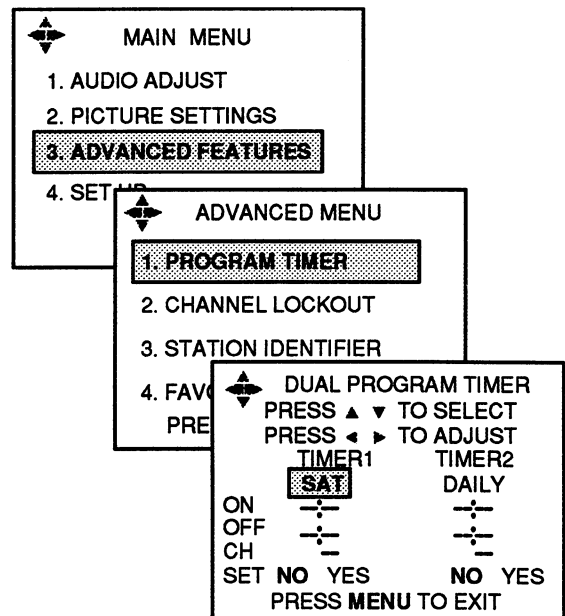 MAIN MENU
1. AUDIO ADJUST
2. PICTURE SETTINGS
3. ADVANCED FEATURES
4. SET
ADVANCED MENU
1. PROGRAM TIMER
2. CHANNEL LOCKOUT
3. STATION IDENTIFIER
4.
DUAL PROGRAM TIMER
PRESS ▲ ▼ TO SELECT
PRESS ◄ ► TO ADJUST
TIMER1 TIMER2
SAT DAILY
ON --:-- --:--
OFF --:-- --:--
CH -- --
SET NO YES NO YES
PRESS MENU TO EXIT